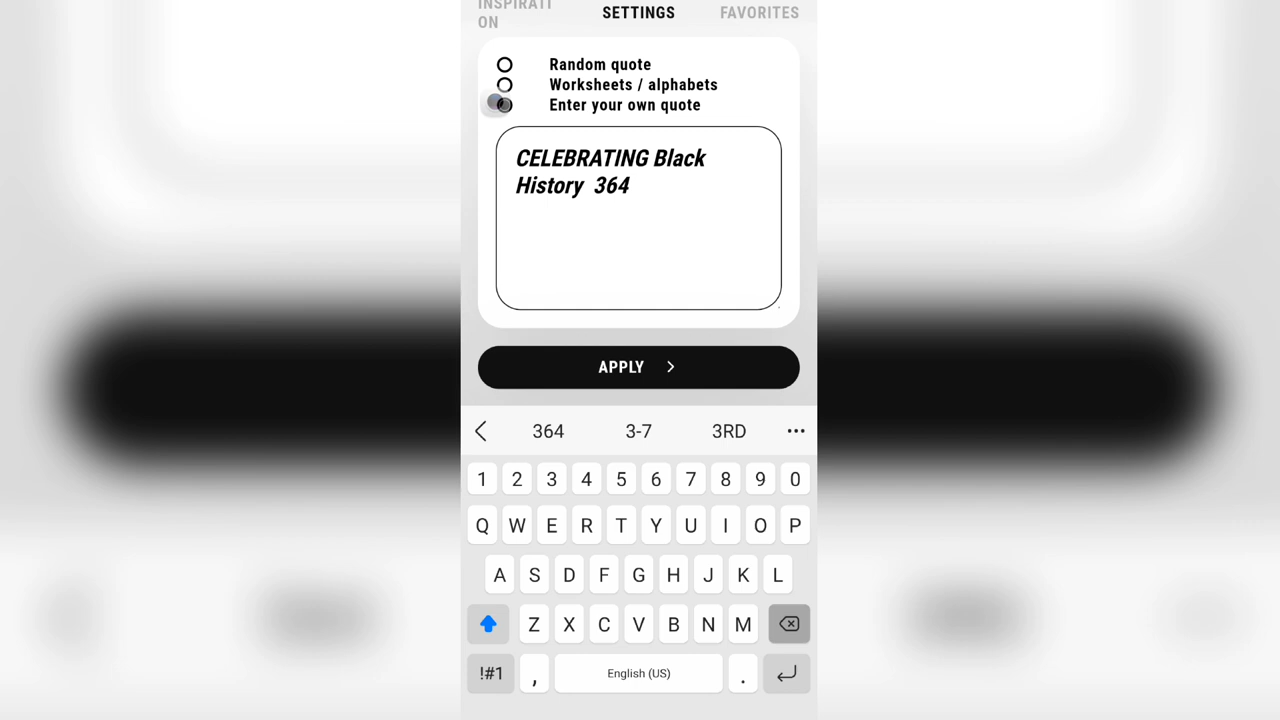 INSPIRATI
ON
SETTINGS
FAVORITES
Random quote
Worksheets / alphabets
Enter your own quote
CELEBRATING Black
History 364
APPLY
364 3-7 3RD
1 2 3 4 5 6 7 8 9 0
Q W E R T Y U I O P
A S D F G H J K L
Z X C V B N M
!#1 , English (US) .